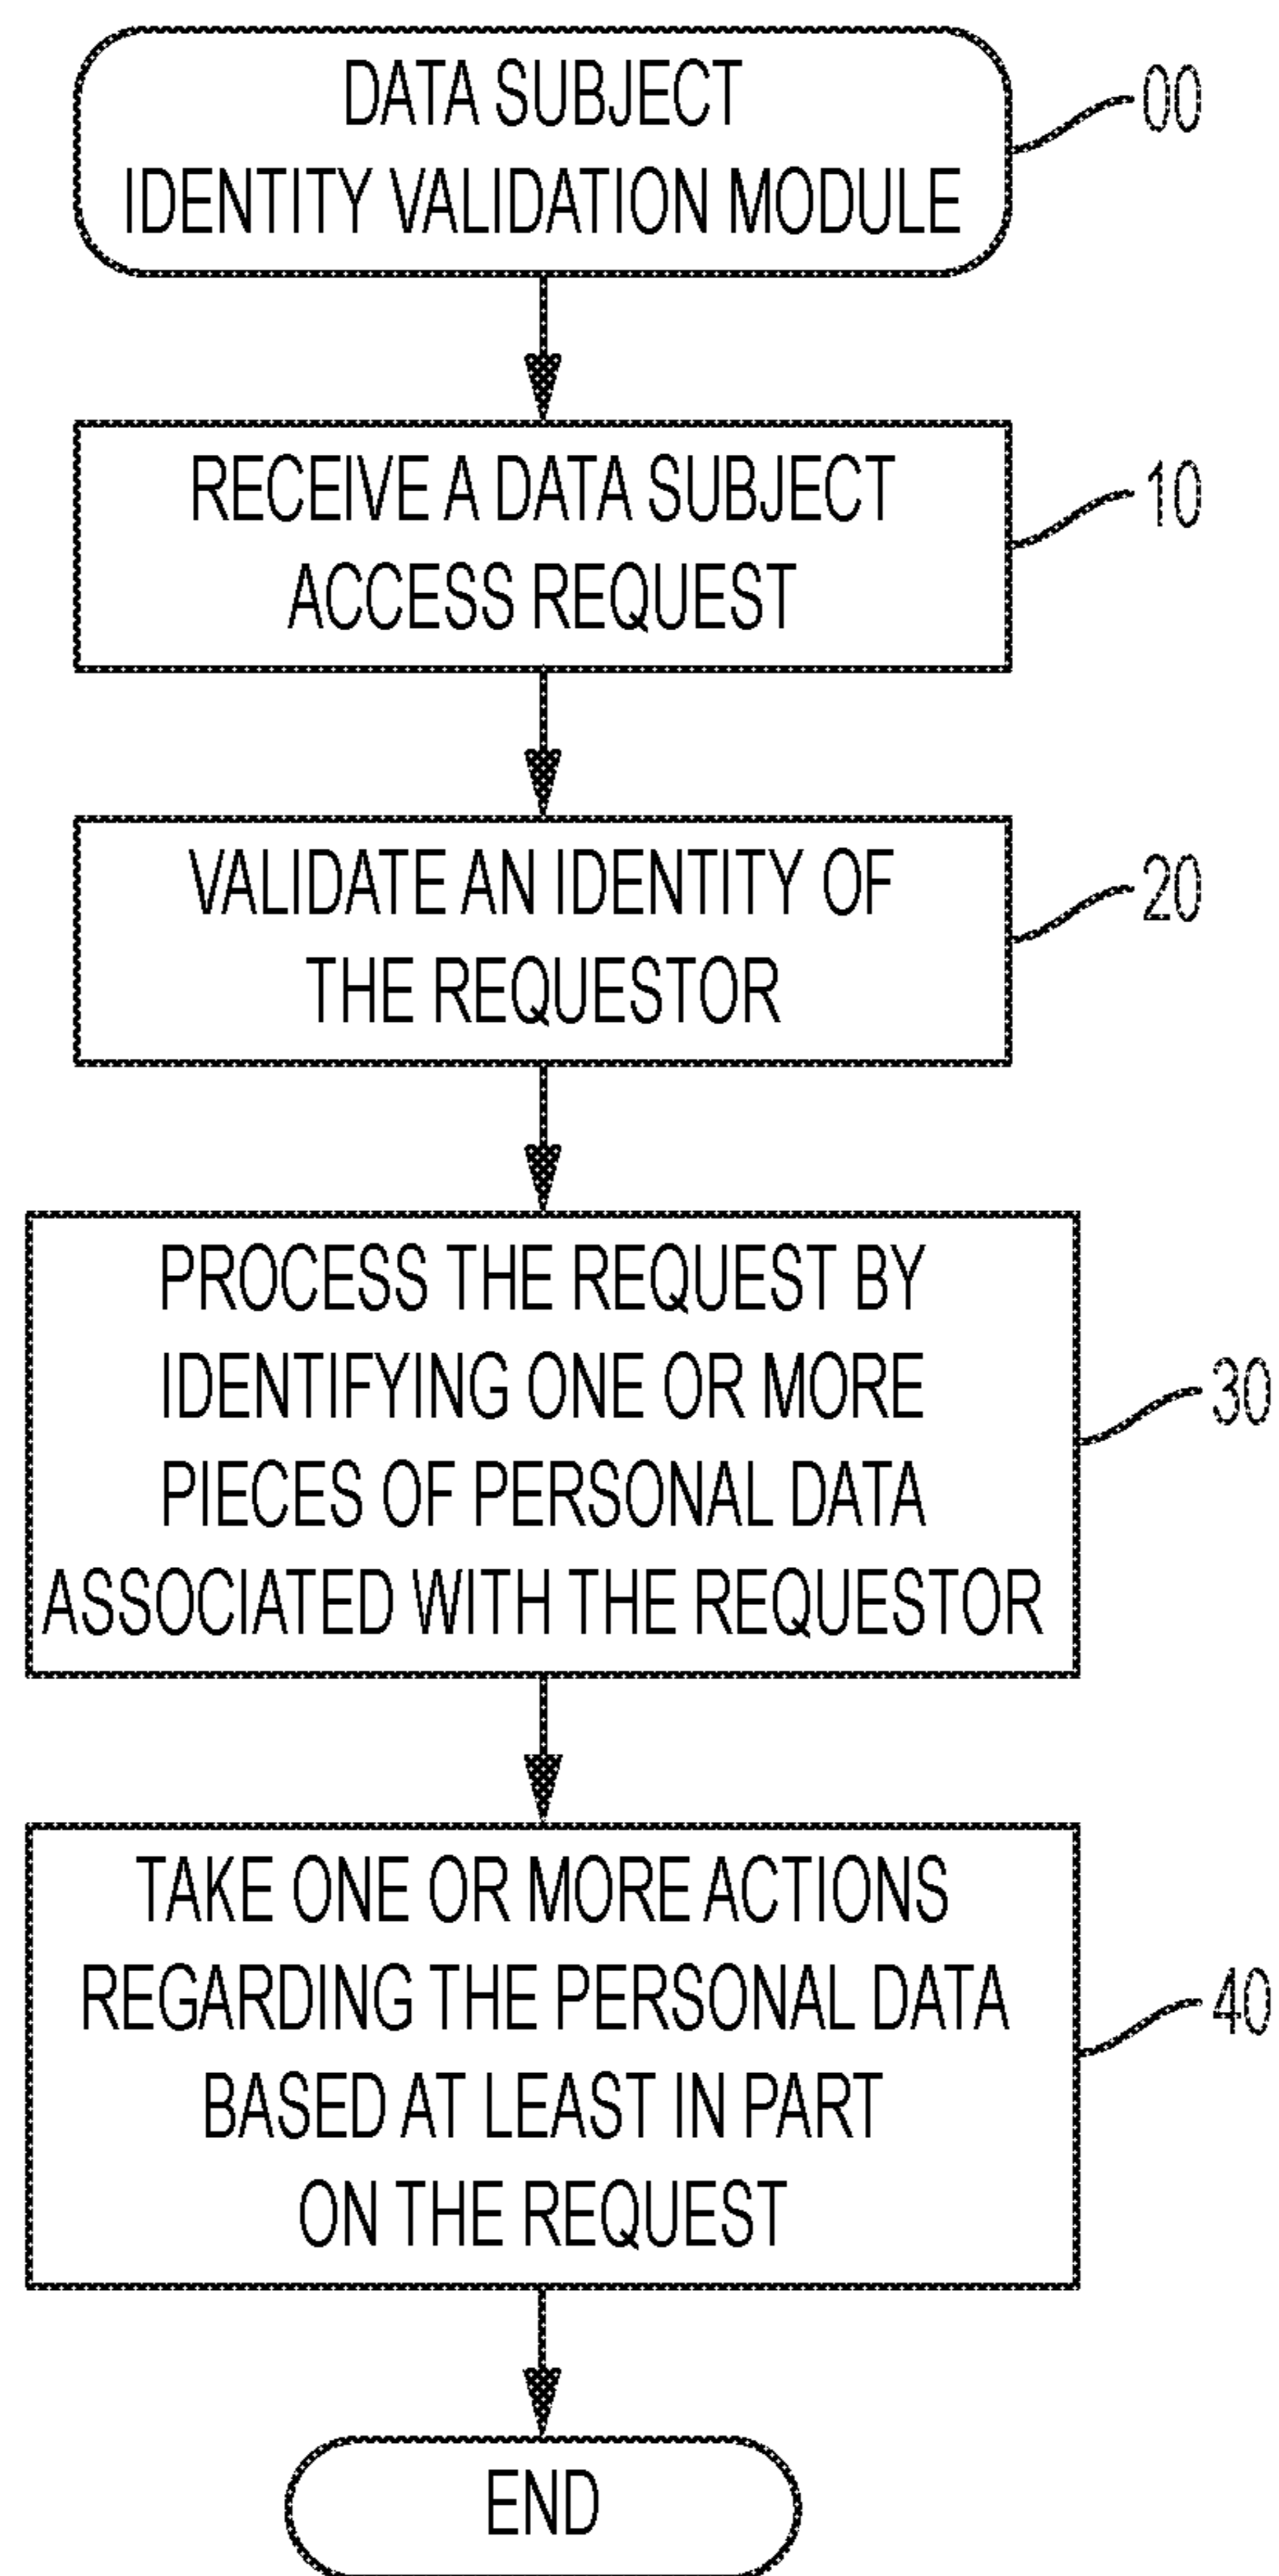 DATA SUBJECT
IDENTITY VALIDATION MODULE
00
RECEIVE A DATA SUBJECT
ACCESS REQUEST
10
VALIDATE AN IDENTITY OF
THE REQUESTOR
20
PROCESS THE REQUEST BY
IDENTIFYING ONE OR MORE
PIECES OF PERSONAL DATA
ASSOCIATED WITH THE REQUESTOR
30
TAKE ONE OR MORE ACTIONS
REGARDING THE PERSONAL DATA
BASED AT LEAST IN PART
ON THE REQUEST
40
END